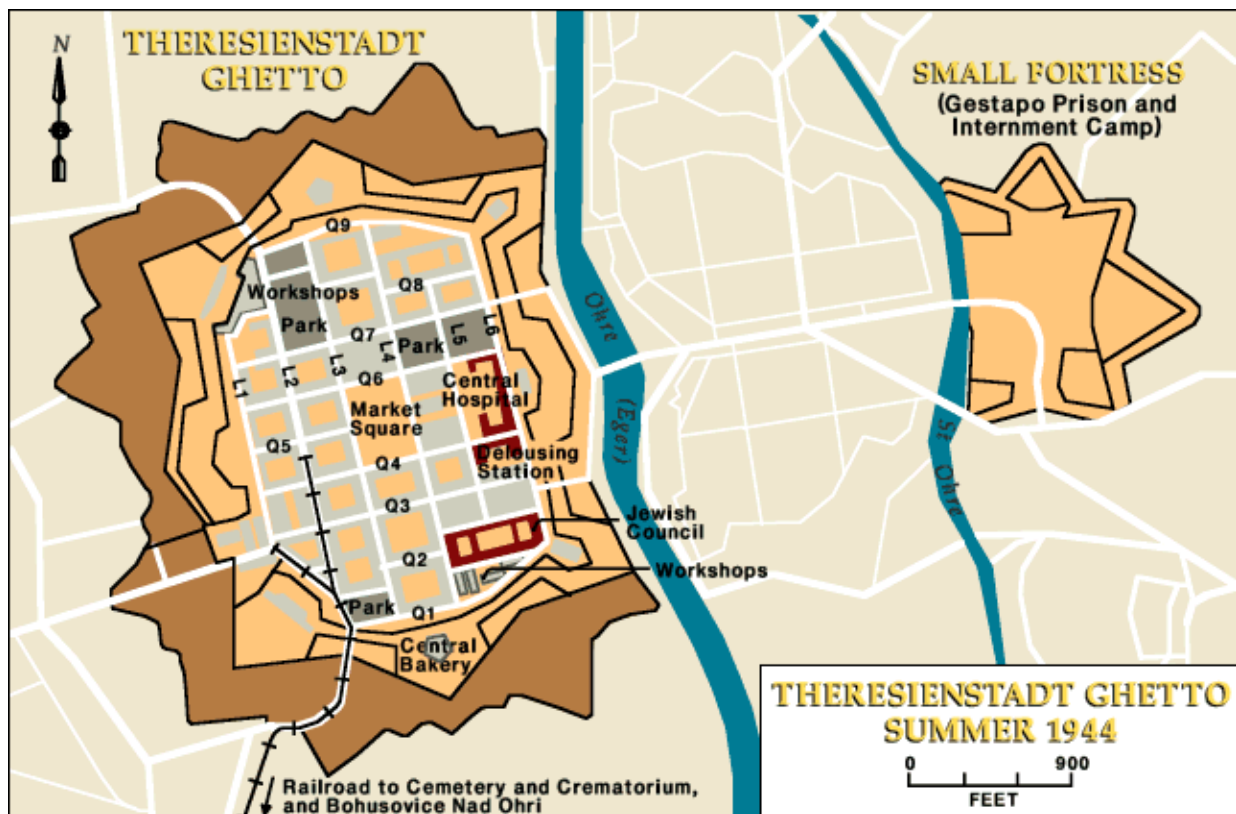 N
THERESIENSTADT
GHETTO
SMALL FORTRESS
(Gestapo Prison and
Internment Camp)
Q9
Workshops
Q8
Park
Q7
L4
Park
L5
L6
L1
L2
L3
Q6
Central
Hospital
Market
Square
Q5
Q4
Delousing
Station
Q3
Jewish
Council
Q2
Workshops
Park
Q1
Central
Bakery
Ohre
(Eger)
St Ohre
Railroad to Cemetery and Crematorium,
and Bohusovice Nad Ohri
THERESIENSTADT GHETTO
SUMMER 1944
0 900
FEET